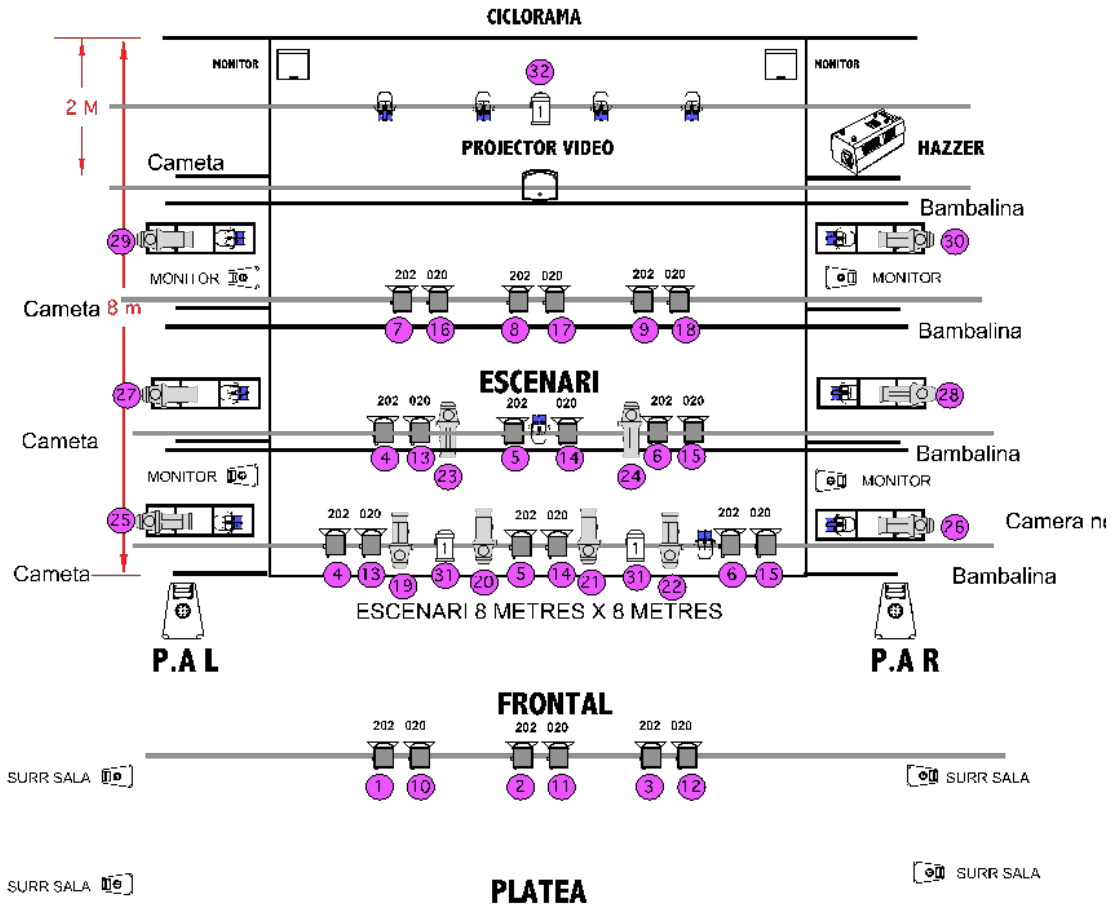 CICLORAMA
MONITOR
MONITOR
32
2 M
1
PROJECTOR VIDEO
HAZZER
Cameta
Bambalina
29
30
MONITOR
202 020
202 020
202 020
MONITOR
Cameta
8 m
7 16
8 17
9 18
Bambalina
ESCENARI
27
28
202 020
202 020
202 020
Cameta
4 13
5 14
6 15
Bambalina
23
24
MONITOR
MONITOR
25
202 020
202 020
202 020
26
Camera ne
1
1
Cameta
4 13 19 31 20 5 14 21 31 22 6 15
Bambalina
ESCENARI 8 METRES X 8 METRES
P.A L
P.A R
FRONTAL
202 020
202 020
202 020
SURR SALA
SURR SALA
1 10
2 11
3 12
SURR SALA
SURR SALA
PLATEA